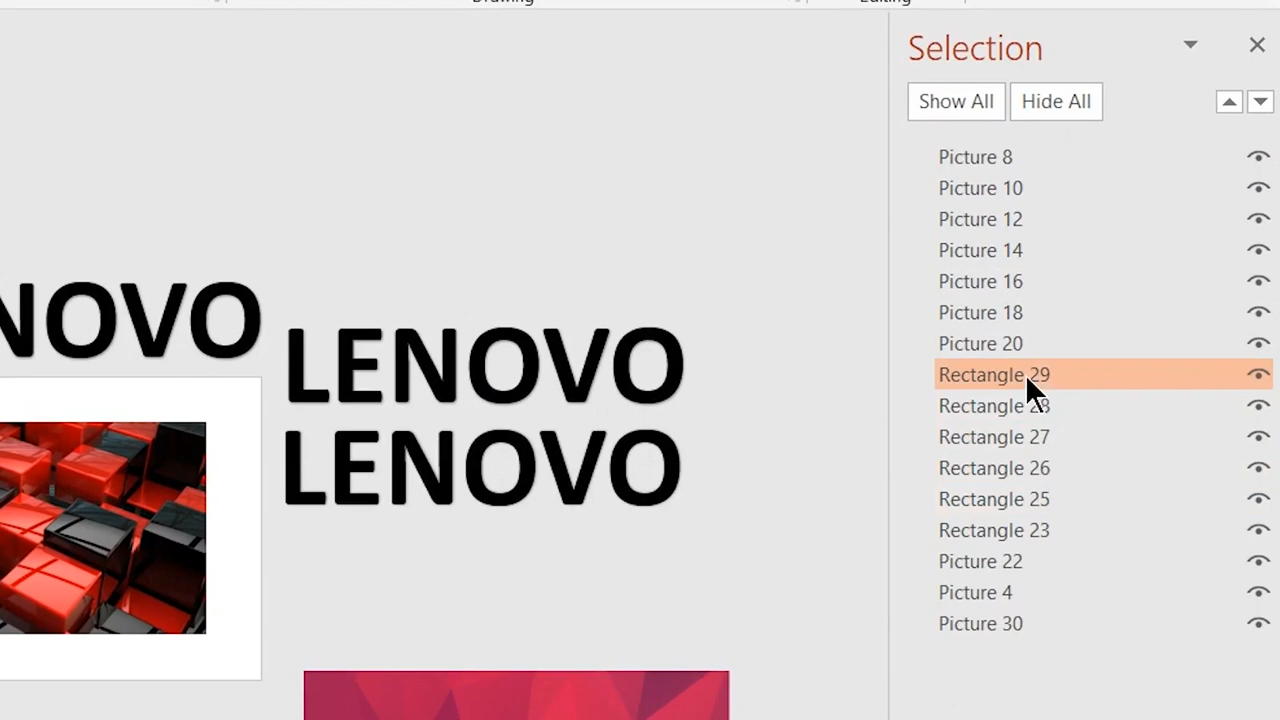 Drawing
Editing
Selection
Show All
Hide All
Picture 8
Picture 10
Picture 12
Picture 14
Picture 16
Picture 18
Picture 20
Rectangle 29
Rectangle 28
Rectangle 27
Rectangle 26
Rectangle 25
Rectangle 23
Picture 22
Picture 4
Picture 30
NOVO
LENOVO
LENOVO